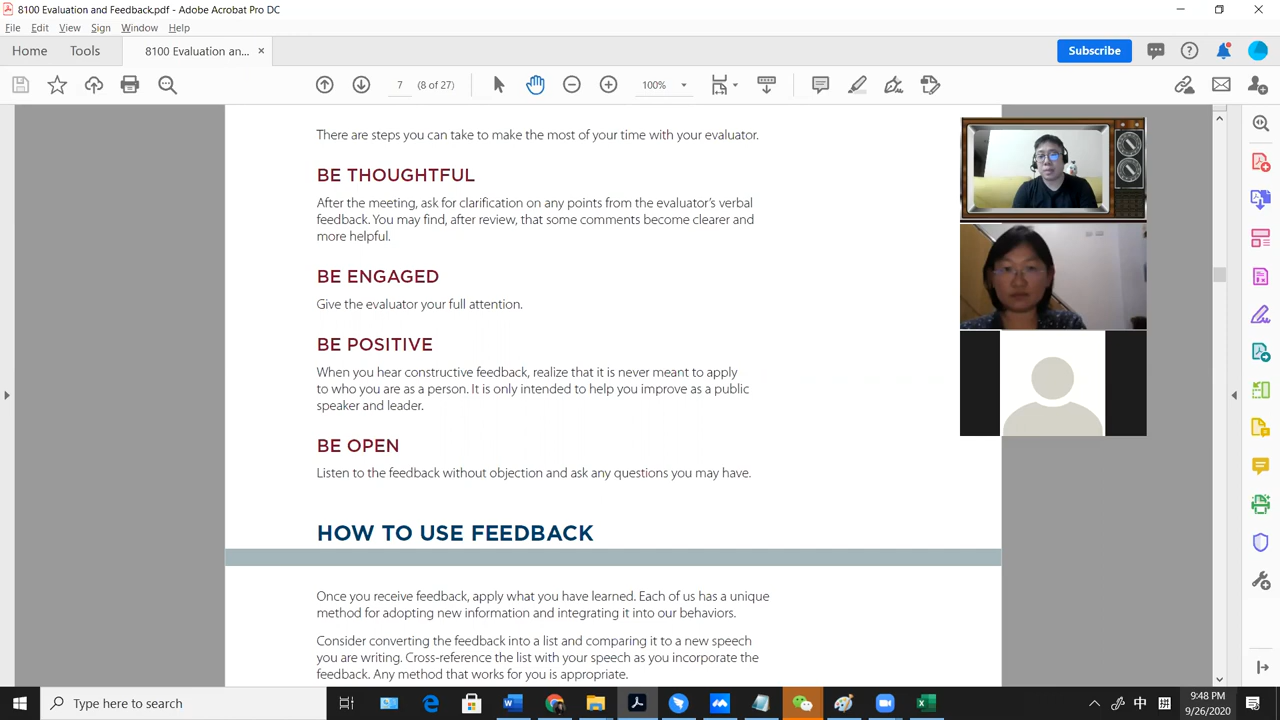 8100 Evaluation and Feedback.pdf - Adobe Acrobat Pro DC
File Edit View Sign Window Help
Home Tools 8100 Evaluation an... × Subscribe
7 (8 of 27) 100%
There are steps you can take to make the most of your time with your evaluator.
BE THOUGHTFUL
After the meeting, ask for clarification on any points from the evaluator's verbal
feedback. You may find, after review, that some comments become clearer and
more helpful.
BE ENGAGED
Give the evaluator your full attention.
BE POSITIVE
When you hear constructive feedback, realize that it is never meant to apply
to who you are as a person. It is only intended to help you improve as a public
speaker and leader.
BE OPEN
Listen to the feedback without objection and ask any questions you may have.
HOW TO USE FEEDBACK
Once you receive feedback, apply what you have learned. Each of us has a unique
method for adopting new information and integrating it into our behaviors.
Consider converting the feedback into a list and comparing it to a new speech
you are writing. Cross-reference the list with your speech as you incorporate the
feedback. Any method that works for you is appropriate.
Type here to search
中 拼 9:48 PM
9/26/2020